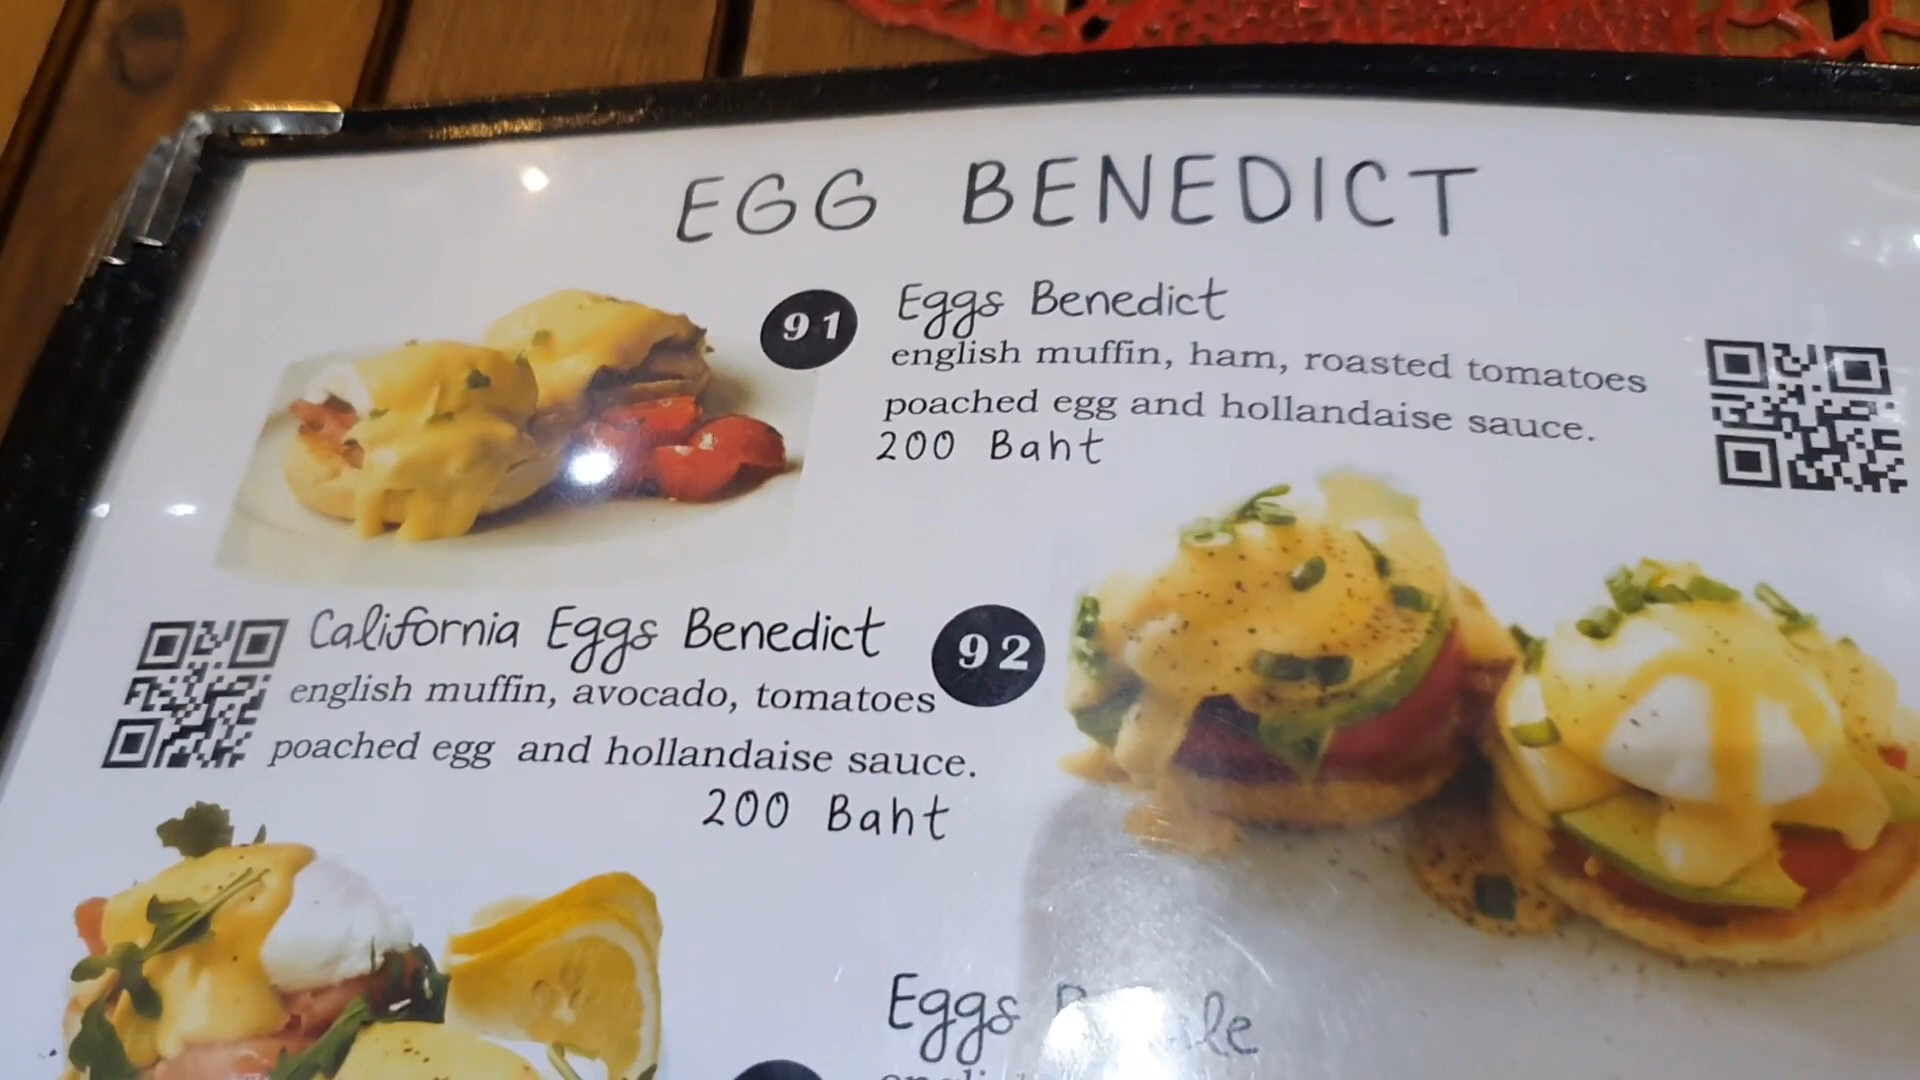 EGG BENEDICT
91
Eggs Benedict
english muffin, ham, roasted tomatoes
poached egg and hollandaise sauce.
200 Baht
California Eggs Benedict
92
english muffin, avocado, tomatoes
poached egg and hollandaise sauce.
200 Baht
Eggs